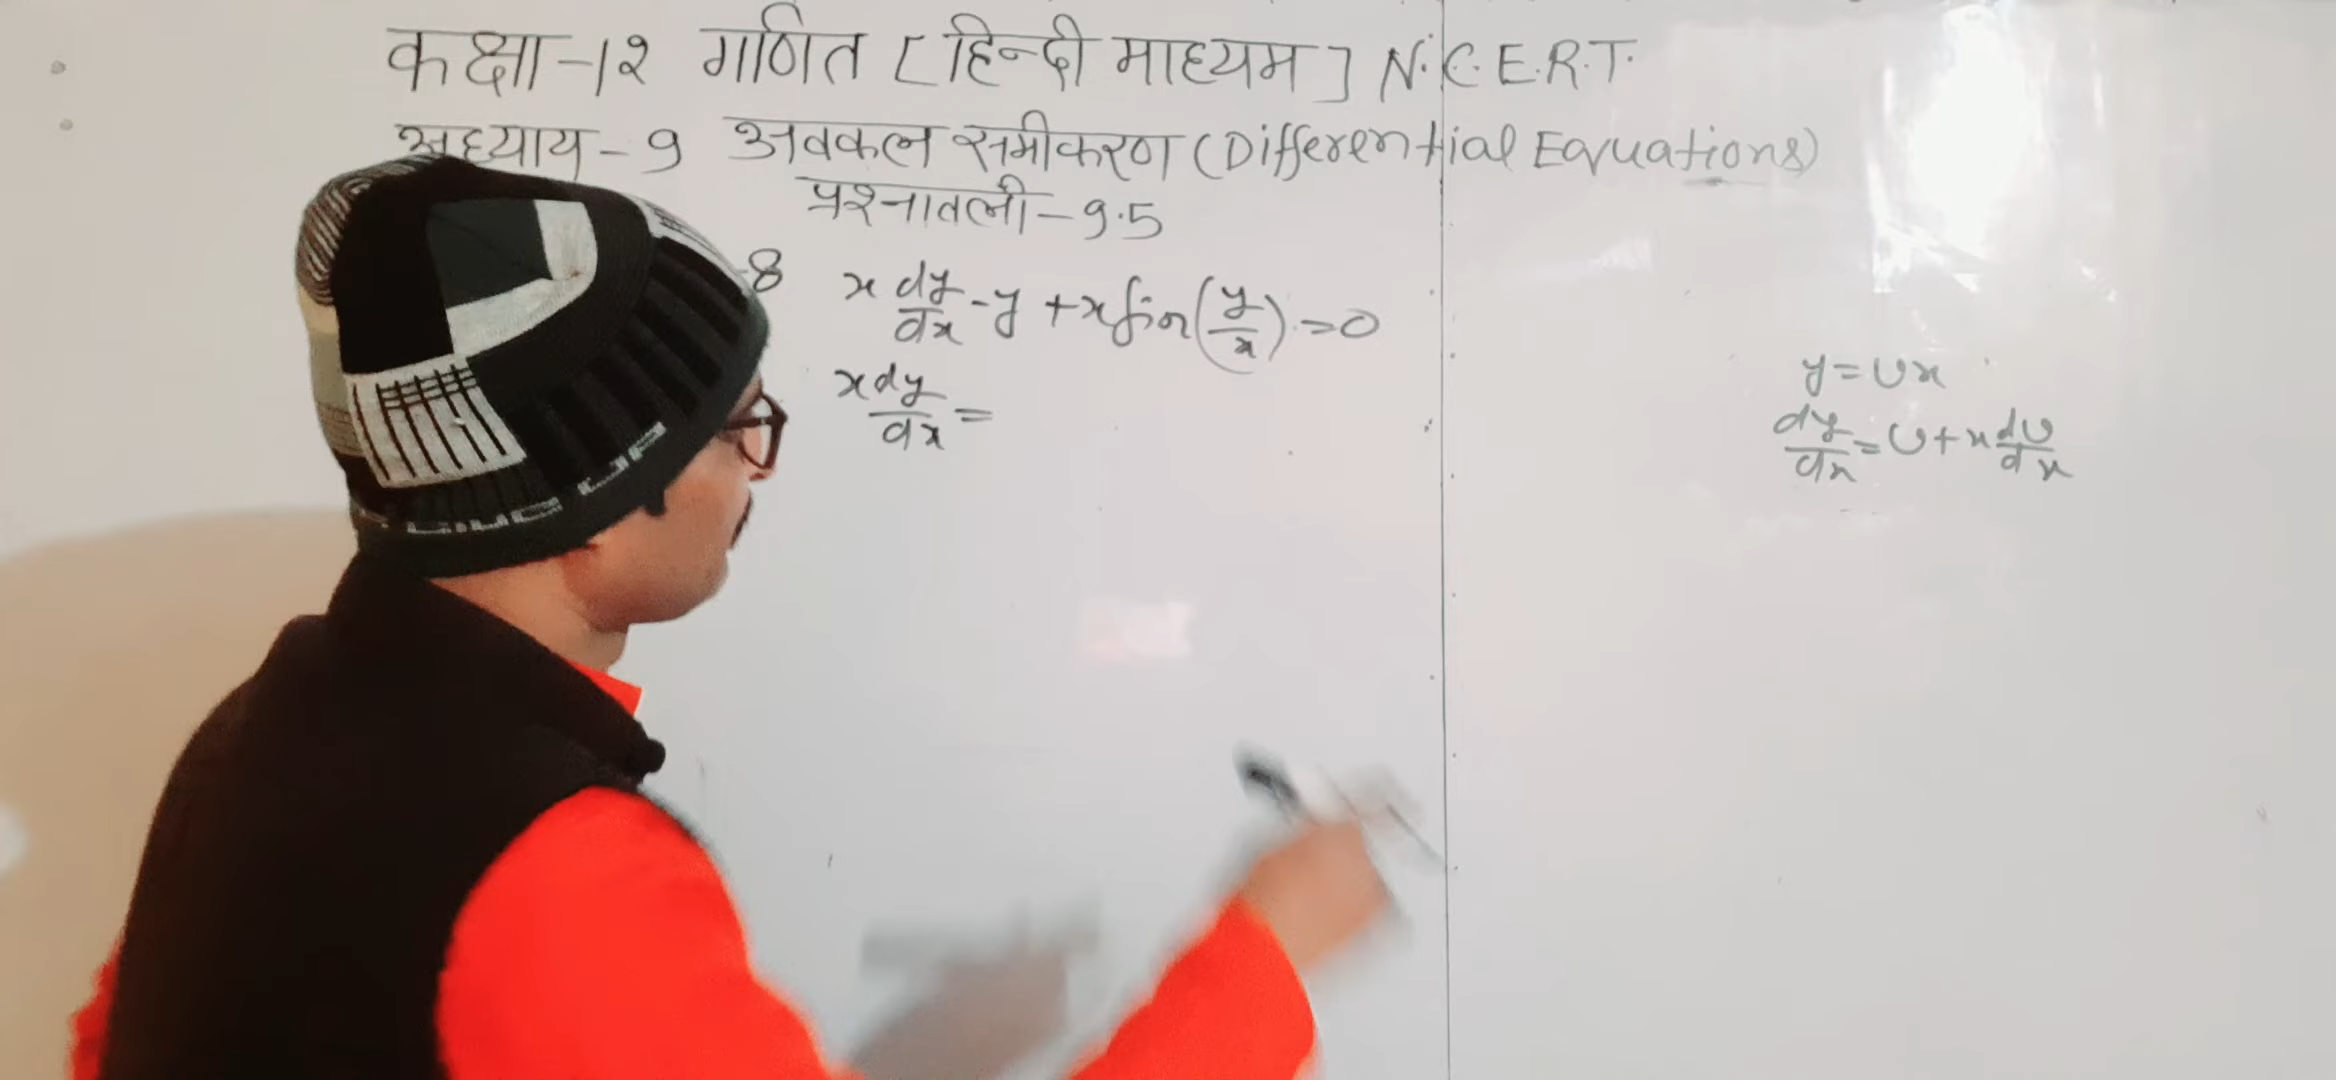 कक्षा-१२ गणित [हिन्दी माध्यम] N.C.E.R.T.
अध्याय-9 अवकल समीकरण (Differential Equations)
प्रश्नावली-9.5
-8 x dy/dx - y + x sin(y/x) = 0
x dy/dx =
y = vx
dy/dx = v + x dv/dx